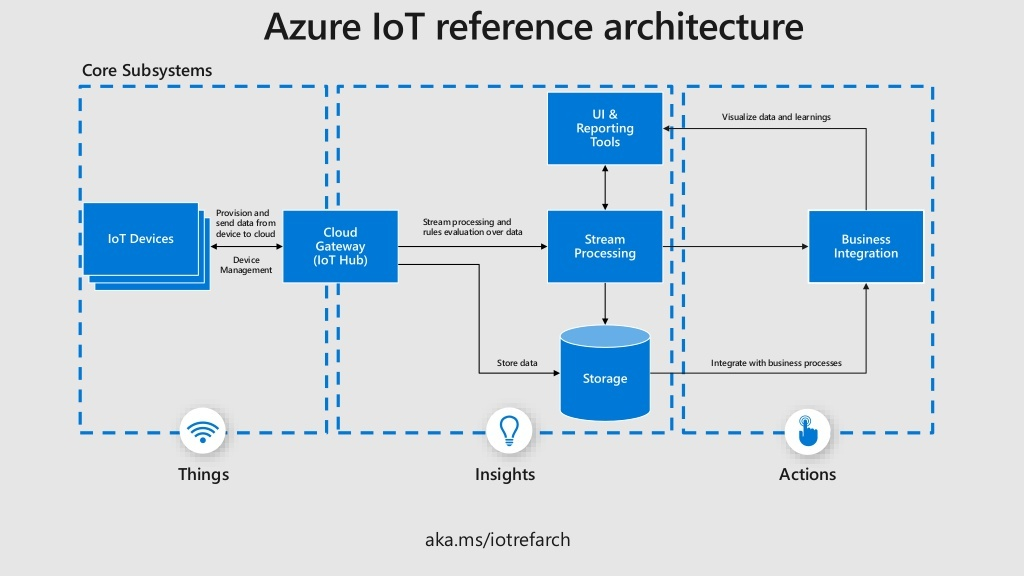 Azure IoT reference architecture
Core Subsystems
UI &
Reporting
Tools
Visualize data and learnings
IoT Devices
Provision and
send data from
device to cloud
Device
Management
Cloud
Gateway
(IoT Hub)
Stream processing and
rules evaluation over data
Stream
Processing
Business
Integration
Store data
Storage
Integrate with business processes
Things
Insights
Actions
aka.ms/iotrefarch